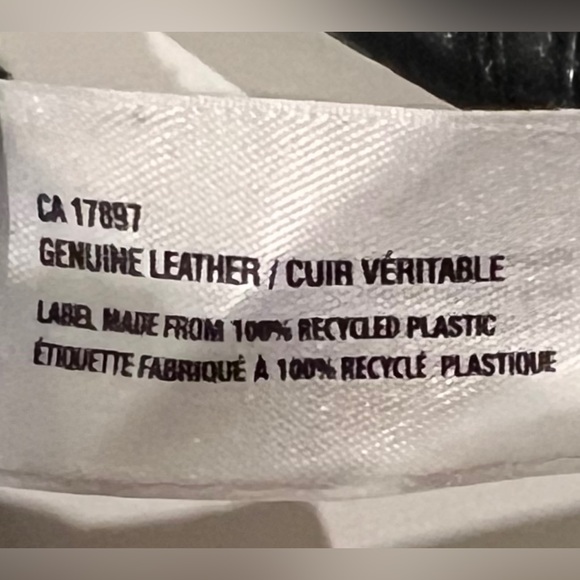 CA 17897
GENUINE LEATHER / CUIR VÉRITABLE
LABEL MADE FROM 100% RECYCLED PLASTIC
ÉTIQUETTE FABRIQUÉ À 100% RECYCLÉ PLASTIQUE